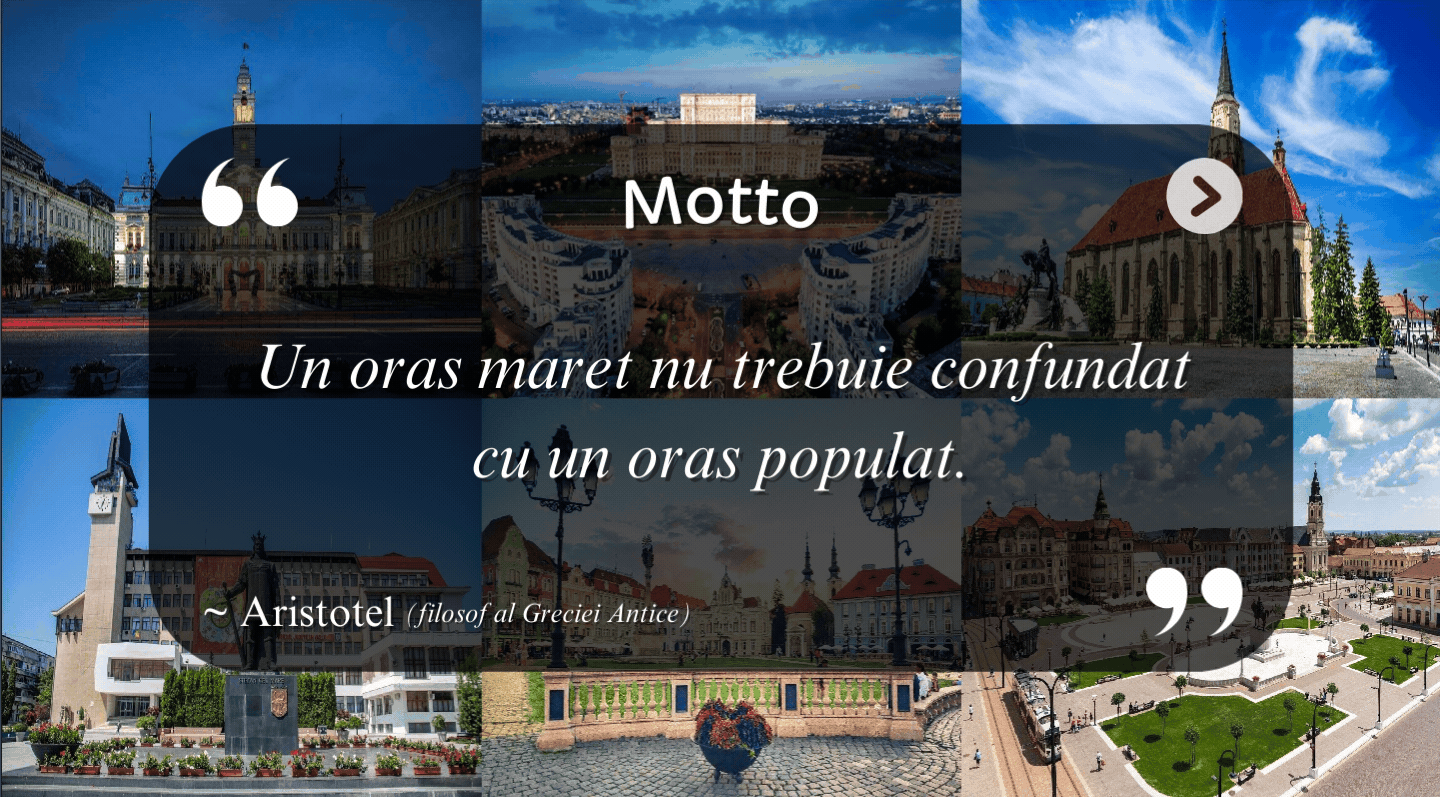 Motto
Un oras maret nu trebuie confundat
cu un oras populat.
~ Aristotel (filosof al Greciei Antice)